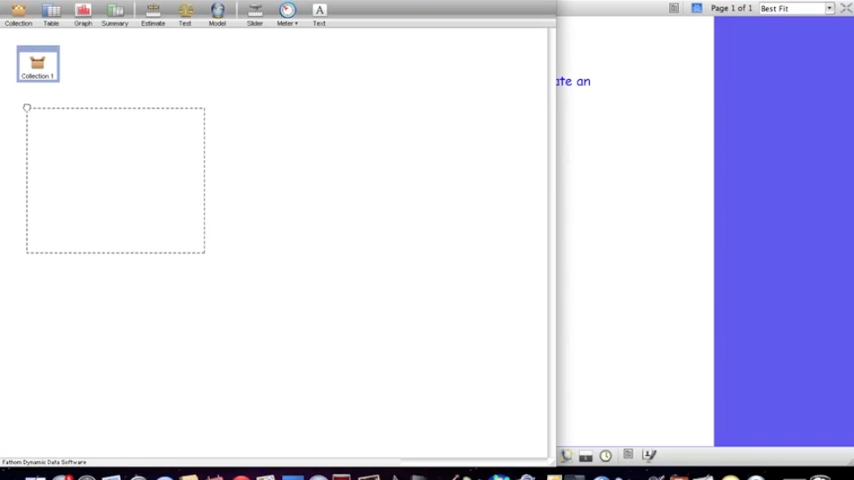 Collection Table Graph Summary Estimate Test Model Slider Meter Text
Page 1 of 1 Best Fit
Collection 1
ate an
Fathom Dynamic Data Software